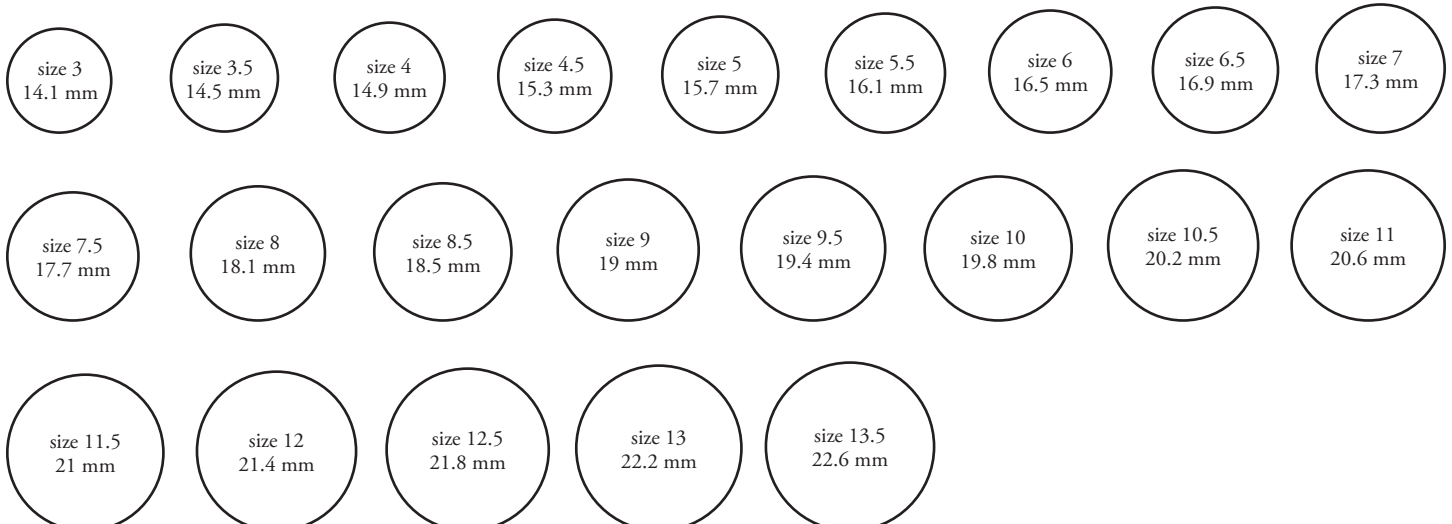 size 3
14.1 mm
size 3.5
14.5 mm
size 4
14.9 mm
size 4.5
15.3 mm
size 5
15.7 mm
size 5.5
16.1 mm
size 6
16.5 mm
size 6.5
16.9 mm
size 7
17.3 mm
size 7.5
17.7 mm
size 8
18.1 mm
size 8.5
18.5 mm
size 9
19 mm
size 9.5
19.4 mm
size 10
19.8 mm
size 10.5
20.2 mm
size 11
20.6 mm
size 11.5
21 mm
size 12
21.4 mm
size 12.5
21.8 mm
size 13
22.2 mm
size 13.5
22.6 mm